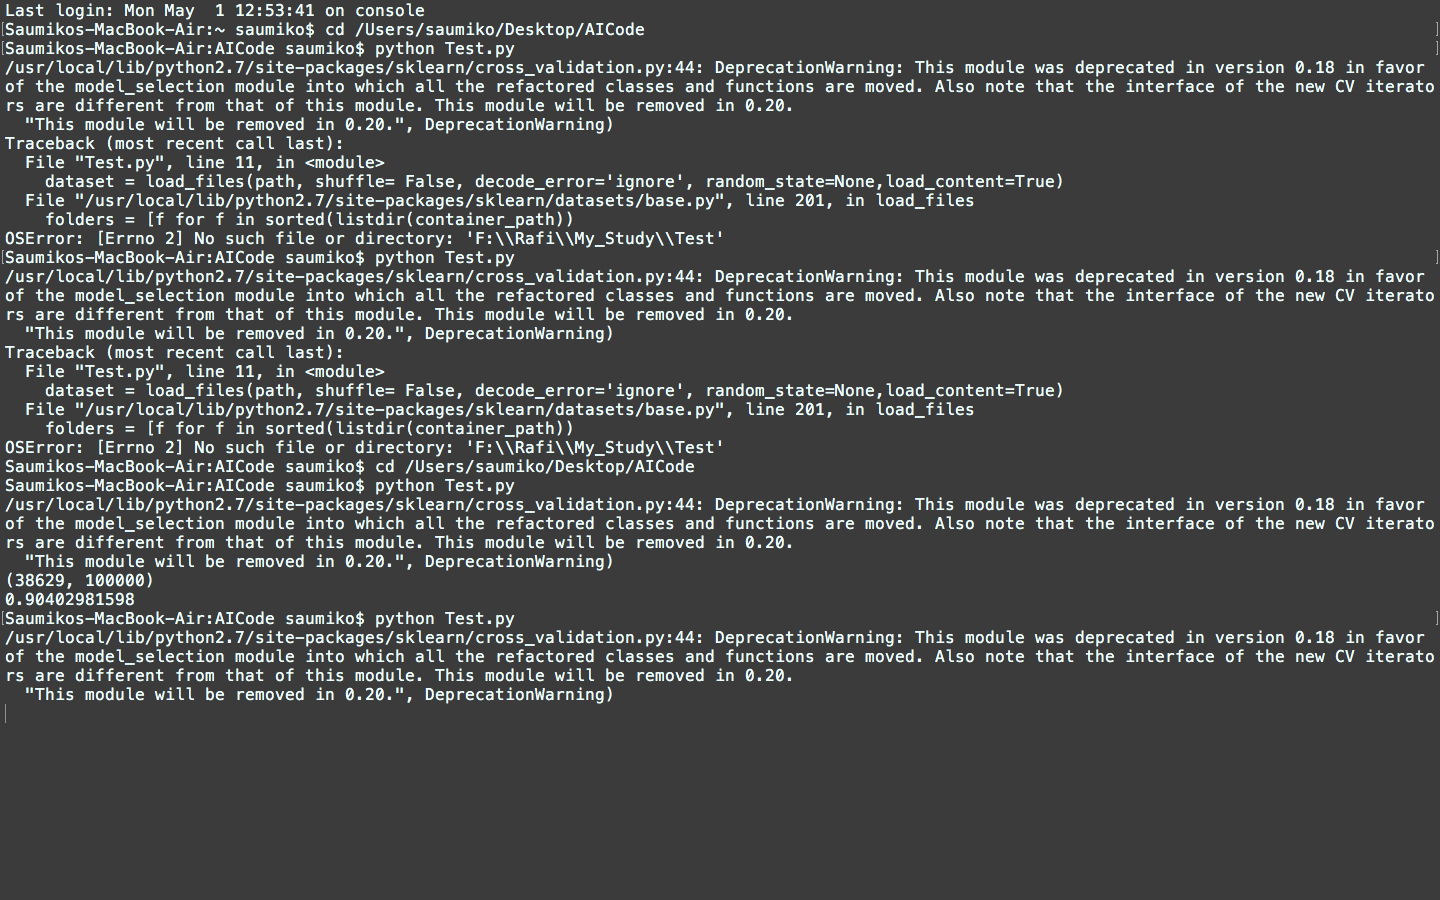 Last login: Mon May  1 12:53:41 on console
[Saumikos-MacBook-Air:~ saumiko$ cd /Users/saumiko/Desktop/AICode ]
[Saumikos-MacBook-Air:AICode saumiko$ python Test.py ]
/usr/local/lib/python2.7/site-packages/sklearn/cross_validation.py:44: DeprecationWarning: This module was deprecated in version 0.18 in favor
of the model_selection module into which all the refactored classes and functions are moved. Also note that the interface of the new CV iterato
rs are different from that of this module. This module will be removed in 0.20.
  "This module will be removed in 0.20.", DeprecationWarning)
Traceback (most recent call last):
  File "Test.py", line 11, in <module>
    dataset = load_files(path, shuffle= False, decode_error='ignore', random_state=None,load_content=True)
  File "/usr/local/lib/python2.7/site-packages/sklearn/datasets/base.py", line 201, in load_files
    folders = [f for f in sorted(listdir(container_path))
OSError: [Errno 2] No such file or directory: 'F:\\Rafi\\My_Study\\Test'
[Saumikos-MacBook-Air:AICode saumiko$ python Test.py ]
/usr/local/lib/python2.7/site-packages/sklearn/cross_validation.py:44: DeprecationWarning: This module was deprecated in version 0.18 in favor
of the model_selection module into which all the refactored classes and functions are moved. Also note that the interface of the new CV iterato
rs are different from that of this module. This module will be removed in 0.20.
  "This module will be removed in 0.20.", DeprecationWarning)
Traceback (most recent call last):
  File "Test.py", line 11, in <module>
    dataset = load_files(path, shuffle= False, decode_error='ignore', random_state=None,load_content=True)
  File "/usr/local/lib/python2.7/site-packages/sklearn/datasets/base.py", line 201, in load_files
    folders = [f for f in sorted(listdir(container_path))
OSError: [Errno 2] No such file or directory: 'F:\\Rafi\\My_Study\\Test'
Saumikos-MacBook-Air:AICode saumiko$ cd /Users/saumiko/Desktop/AICode
Saumikos-MacBook-Air:AICode saumiko$ python Test.py
/usr/local/lib/python2.7/site-packages/sklearn/cross_validation.py:44: DeprecationWarning: This module was deprecated in version 0.18 in favor
of the model_selection module into which all the refactored classes and functions are moved. Also note that the interface of the new CV iterato
rs are different from that of this module. This module will be removed in 0.20.
  "This module will be removed in 0.20.", DeprecationWarning)
(38629, 100000)
0.90402981598
[Saumikos-MacBook-Air:AICode saumiko$ python Test.py ]
/usr/local/lib/python2.7/site-packages/sklearn/cross_validation.py:44: DeprecationWarning: This module was deprecated in version 0.18 in favor
of the model_selection module into which all the refactored classes and functions are moved. Also note that the interface of the new CV iterato
rs are different from that of this module. This module will be removed in 0.20.
  "This module will be removed in 0.20.", DeprecationWarning)